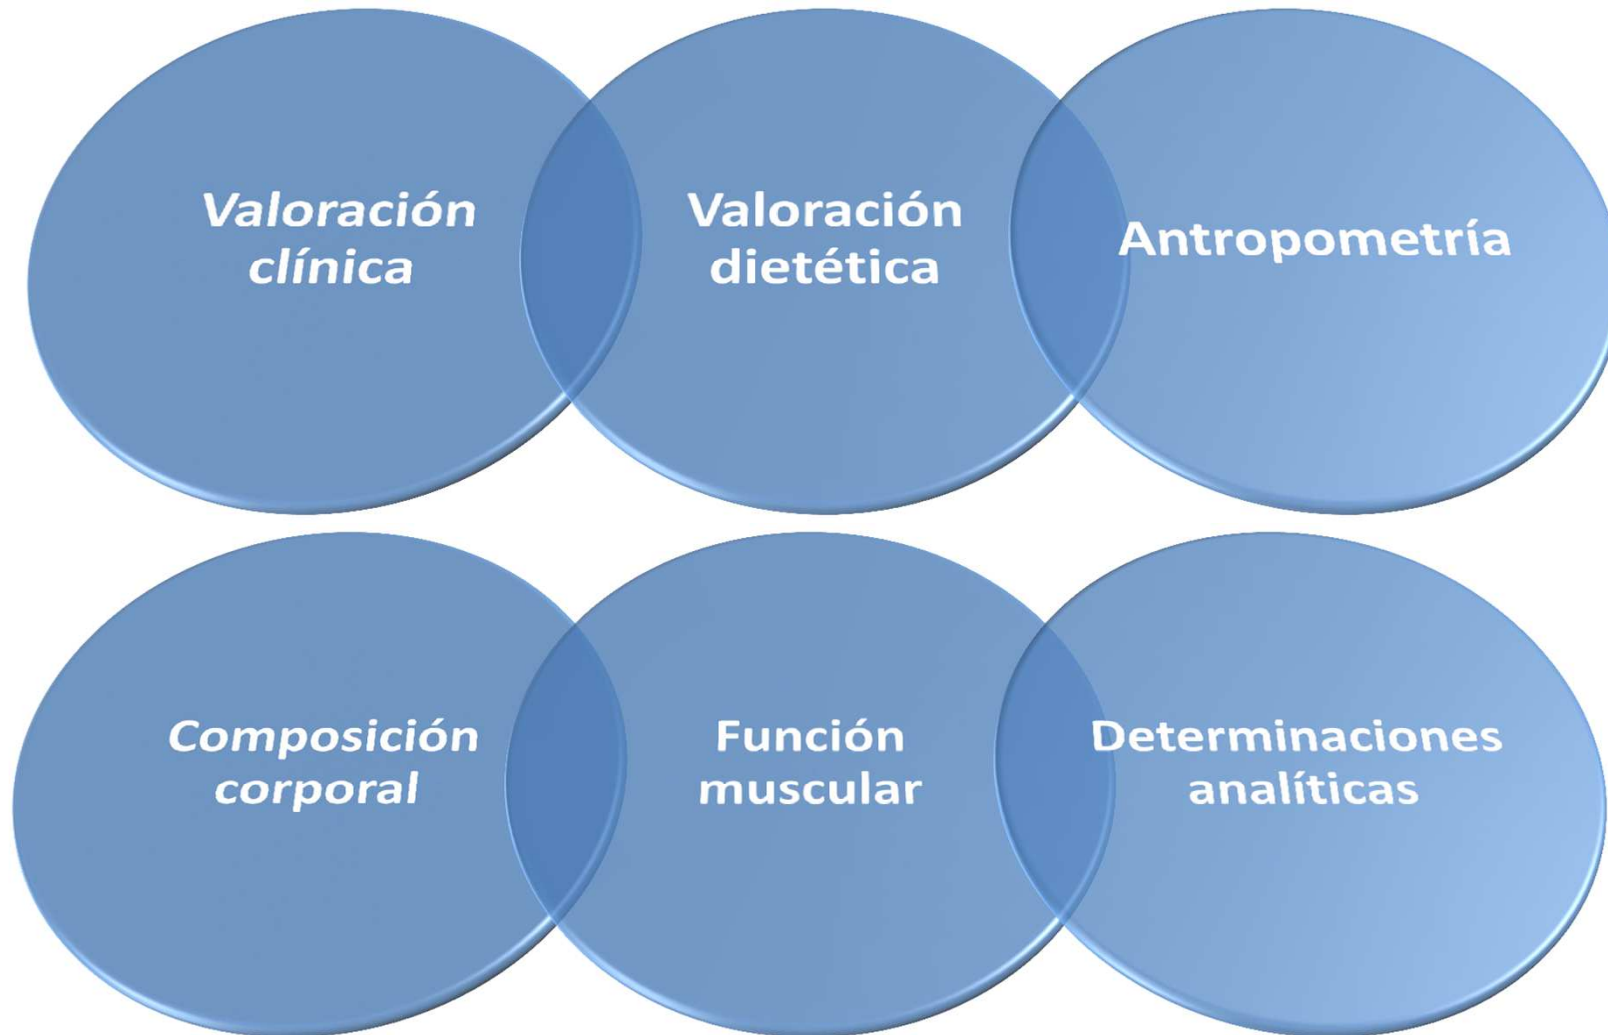 Valoración
clínica
Valoración
dietética
Antropometría
Composición
corporal
Función
muscular
Determinaciones
analíticas